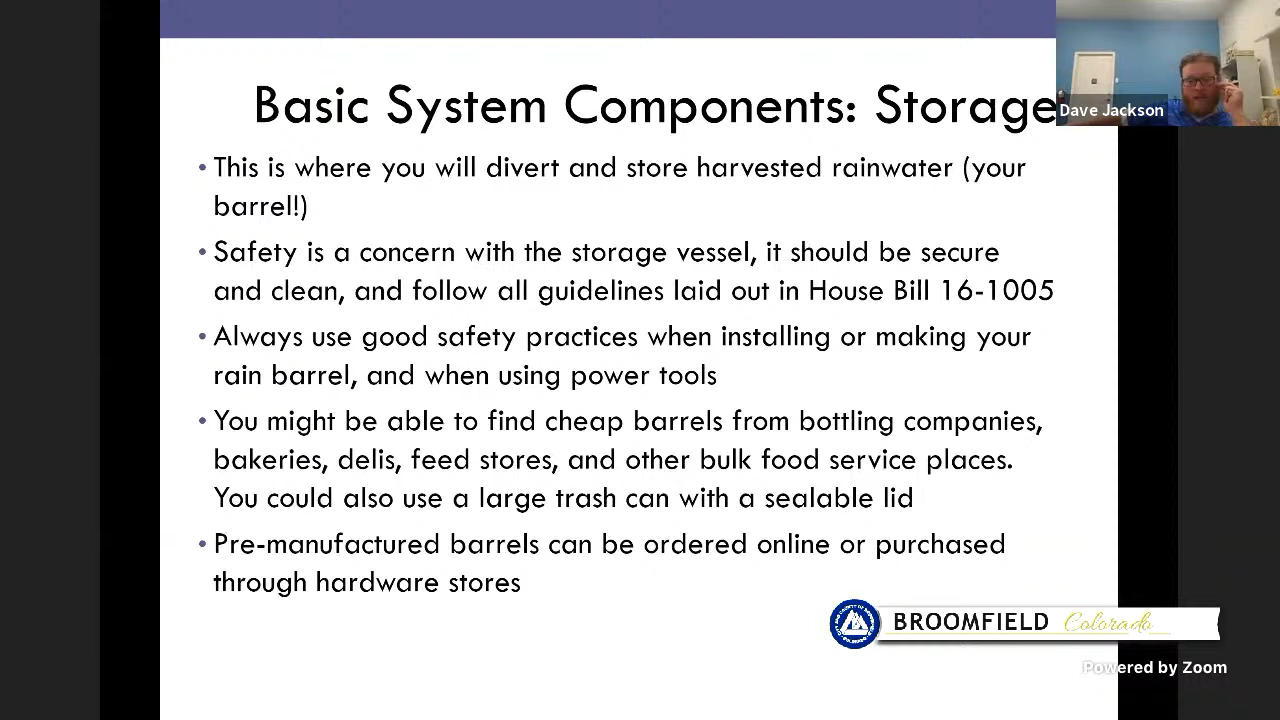 Basic System Components: Storage
Dave Jackson
• This is where you will divert and store harvested rainwater (your
barrel!)
• Safety is a concern with the storage vessel, it should be secure
and clean, and follow all guidelines laid out in House Bill 16-1005
• Always use good safety practices when installing or making your
rain barrel, and when using power tools
• You might be able to find cheap barrels from bottling companies,
bakeries, delis, feed stores, and other bulk food service places.
You could also use a large trash can with a sealable lid
• Pre-manufactured barrels can be ordered online or purchased
through hardware stores
BROOMFIELD Colorado
Powered by Zoom